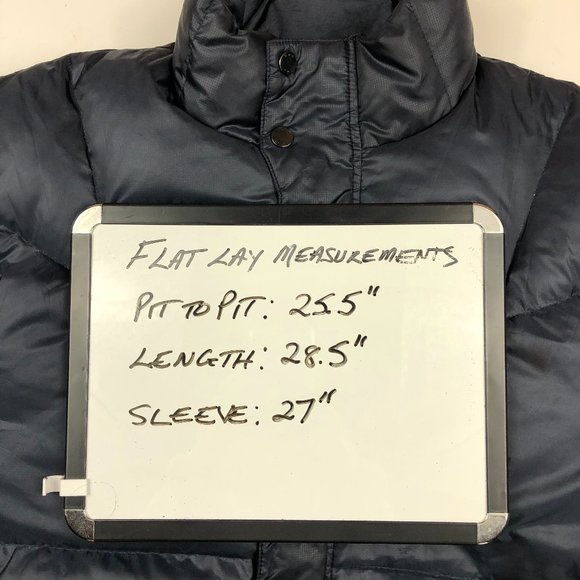 FLAT LAY MEASUREMENTS
PIT TO PIT: 25.5"
LENGTH: 28.5"
SLEEVE: 27"